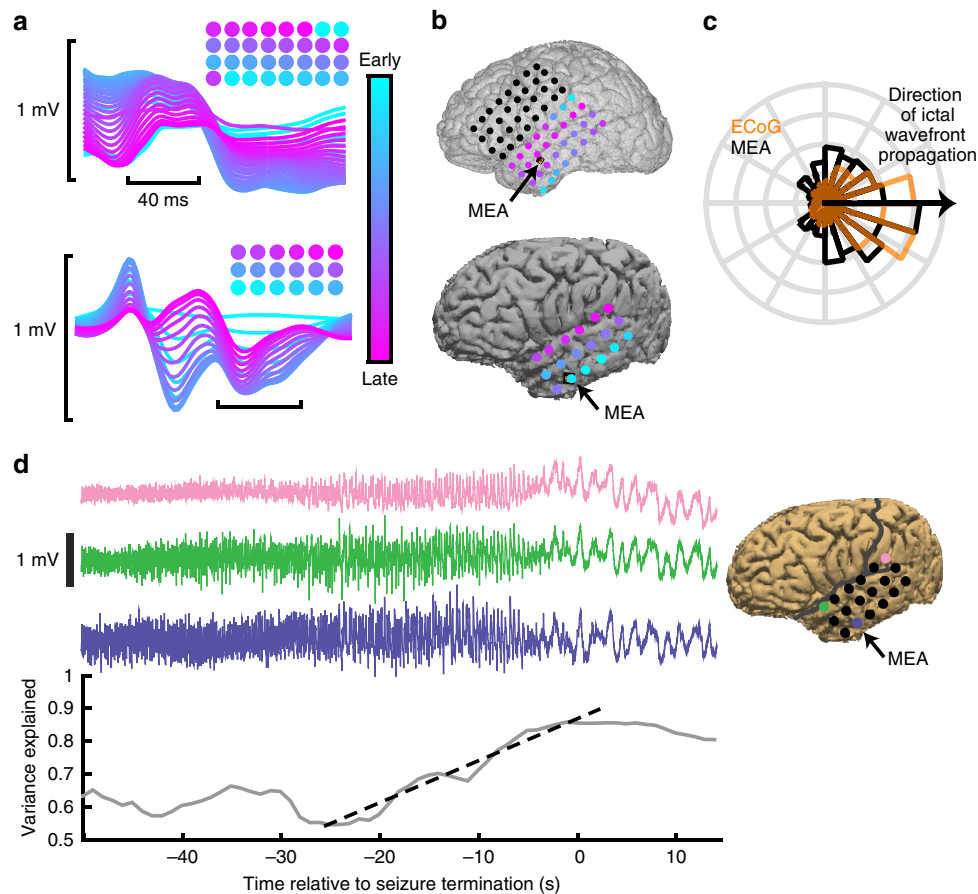 a
1 mV
40 ms
Early
Late
1 mV
b
MEA
MEA
c
ECoG
MEA
Direction
of ictal
wavefront
propagation
d
1 mV
MEA
Variance explained
1
0.9
0.8
0.7
0.6
0.5
–40
–30
–20
–10
0
10
Time relative to seizure termination (s)